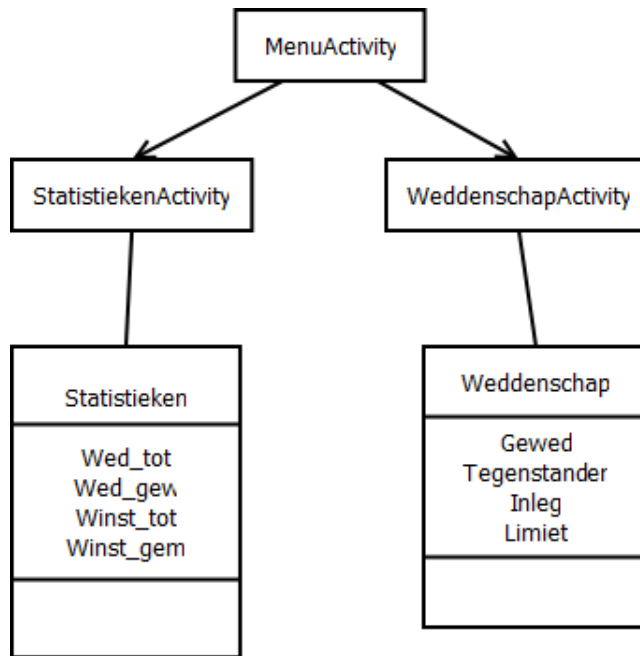 MenuActivity
StatistiekenActivity
WeddenschapActivity
Statistieken
Wed_tot
Wed_gew
Winst_tot
Winst_gem
Weddenschap
Gewed
Tegenstander
Inleg
Limiet